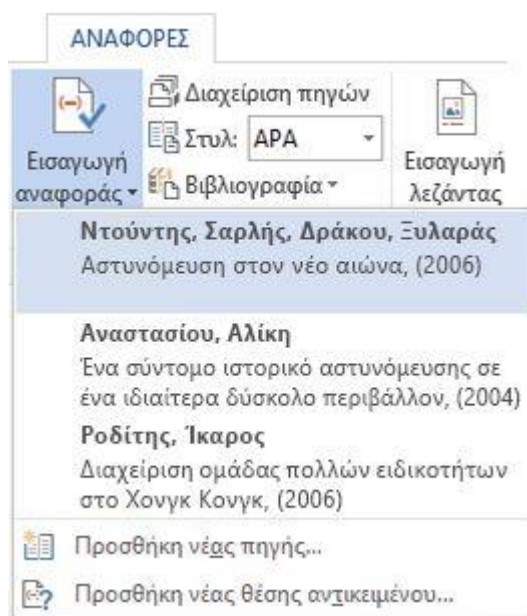 ΑΝΑΦΟΡΕΣ
Εισαγωγή
αναφοράς
Διαχείριση πηγών
Στυλ: APA
Βιβλιογραφία
Εισαγωγή
λεζάντας
Ντούντης, Σαρλής, Δράκου, Ξυλαράς
Αστυνόμευση στον νέο αιώνα, (2006)
Αναστασίου, Αλίκη
Ένα σύντομο ιστορικό αστυνόμευσης σε
ένα ιδιαίτερα δύσκολο περιβάλλον, (2004)
Ροδίτης, Ίκαρος
Διαχείριση ομάδας πολλών ειδικοτήτων
στο Χονγκ Κονγκ, (2006)
Προσθήκη νέας πηγής...
Προσθήκη νέας θέσης αντικειμένου...